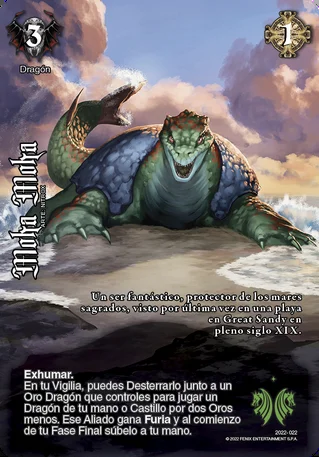 3
1
Dragón
Moha Moha
Un ser fantástico, protector de los mares
sagrados, visto por última vez en una playa
en Great Sandy en
pleno siglo XIX.
Exhumar.
En tu Vigilia, puedes Desterrarlo junto a un
Oro Dragón que controles para jugar un
Dragón de tu mano o Castillo por dos Oros
menos. Ese Aliado gana Furia y al comienzo
de tu Fase Final súbelo a tu mano.
2022- 022
© 2022 FENIX ENTERTAINMENT S.P.A.